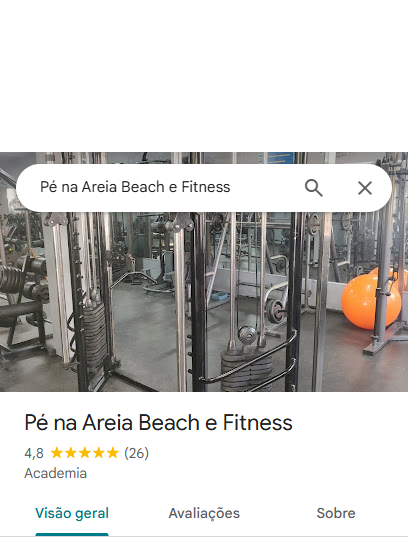 Pé na Areia Beach e Fitness
Pé na Areia Beach e Fitness
4,8 (26)
Academia
Visão geral Avaliações Sobre